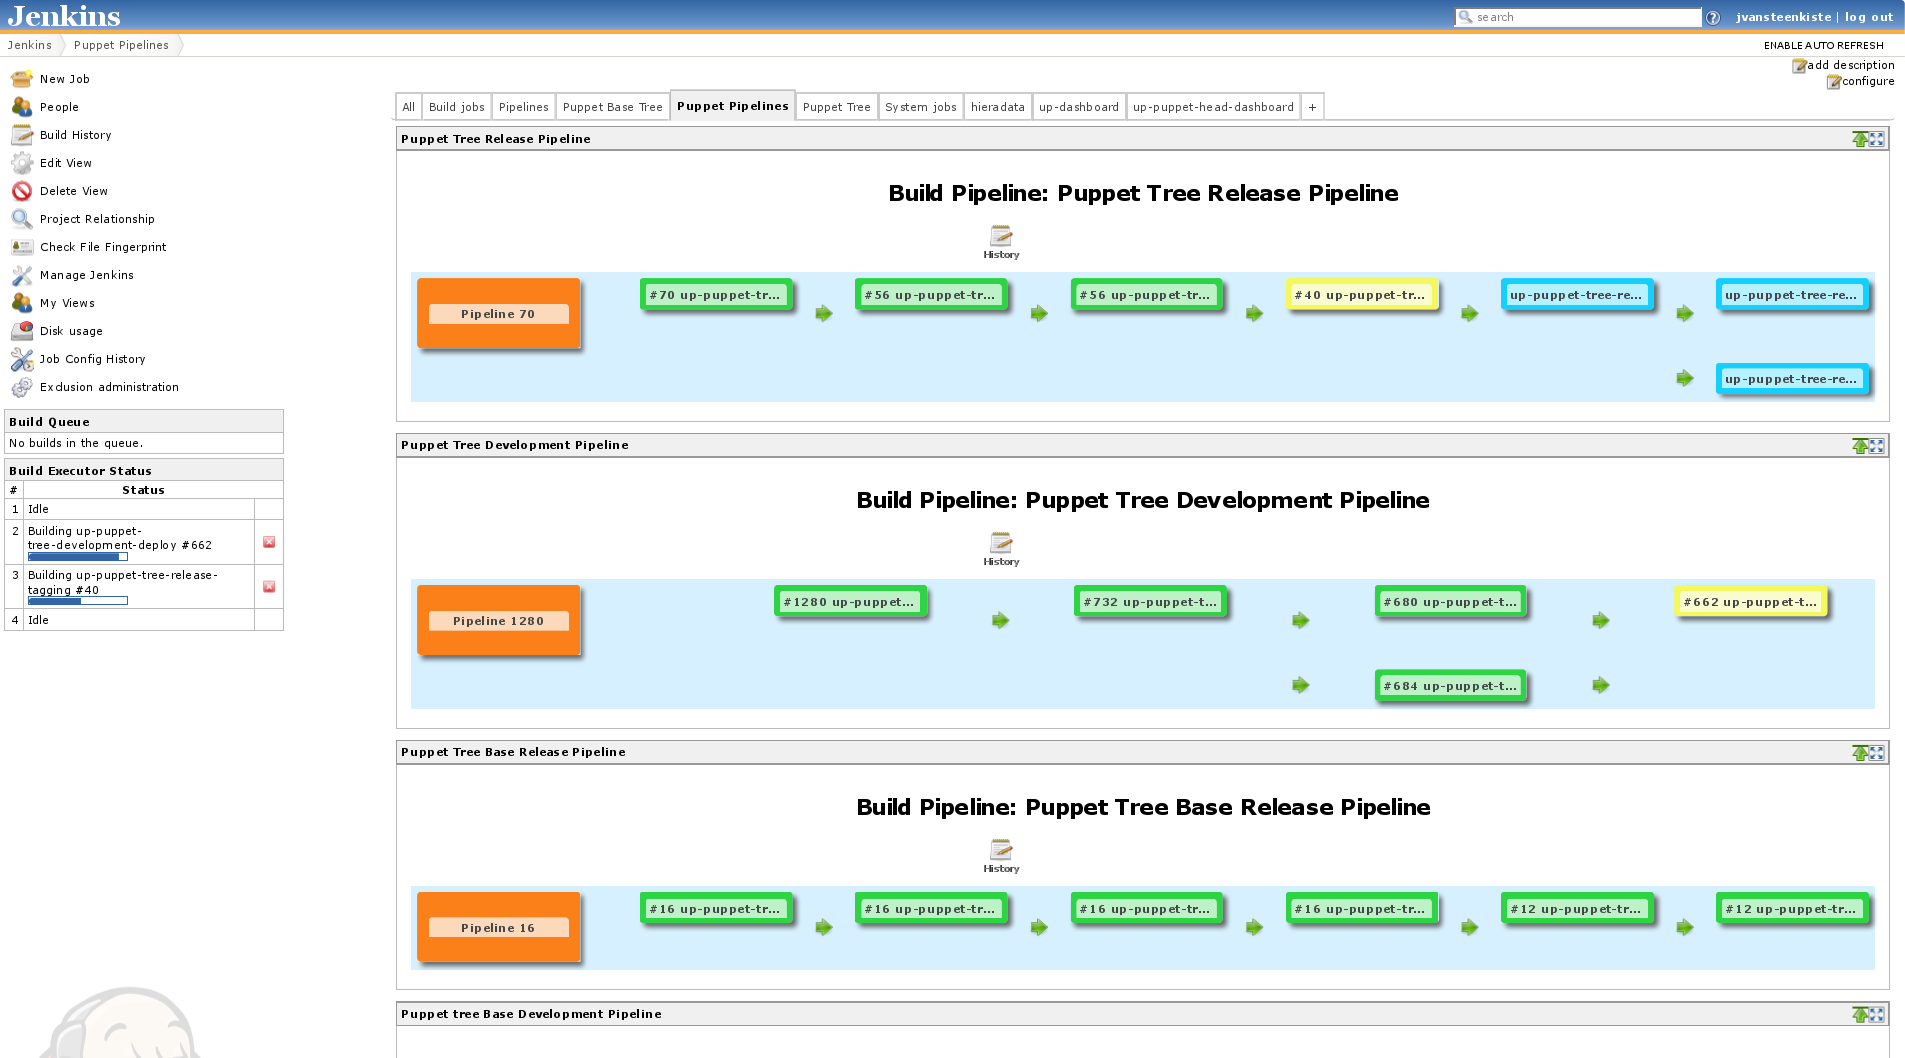 Jenkins
search
jvansteenkiste | log out
Jenkins
Puppet Pipelines
ENABLE AUTO REFRESH
add description
configure
New Job
People
Build History
Edit View
Delete View
Project Relationship
Check File Fingerprint
Manage Jenkins
My Views
Disk usage
Job Config History
Exclusion administration
Build Queue
No builds in the queue.
Build Executor Status
# Status
1 Idle
2 Building up-puppet-
tree-development-deploy #662
3 Building up-puppet-tree-release-
tagging #40
4 Idle
All Build jobs Pipelines Puppet Base Tree Puppet Pipelines Puppet Tree System jobs hieradata up-dashboard up-puppet-head-dashboard +
Puppet Tree Release Pipeline
Build Pipeline: Puppet Tree Release Pipeline
History
Pipeline 70
#70 up-puppet-tr...
#56 up-puppet-tr...
#56 up-puppet-tr...
#40 up-puppet-tr...
up-puppet-tree-re...
up-puppet-tree-re...
up-puppet-tree-re...
Puppet Tree Development Pipeline
Build Pipeline: Puppet Tree Development Pipeline
History
Pipeline 1280
#1280 up-puppet...
#732 up-puppet-t...
#680 up-puppet-t...
#662 up-puppet-t...
#684 up-puppet-t...
Puppet Tree Base Release Pipeline
Build Pipeline: Puppet Tree Base Release Pipeline
History
Pipeline 16
#16 up-puppet-tr...
#16 up-puppet-tr...
#16 up-puppet-tr...
#16 up-puppet-tr...
#12 up-puppet-tr...
#12 up-puppet-tr...
Puppet tree Base Development Pipeline